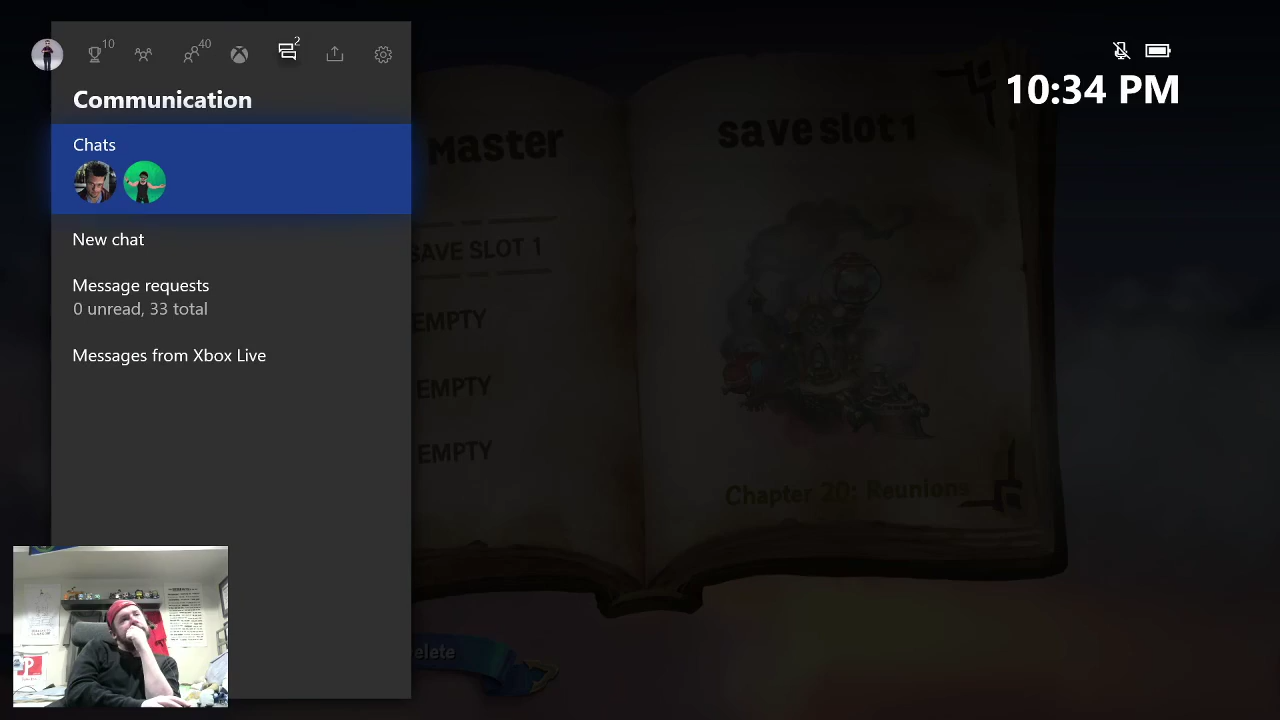 10
40
2
10:34 PM
Communication
Chats
New chat
Message requests
0 unread, 33 total
Messages from Xbox Live
Master
SAVE SLOT 1
EMPTY
EMPTY
EMPTY
save slot 1
Chapter 20: Reunions
elete